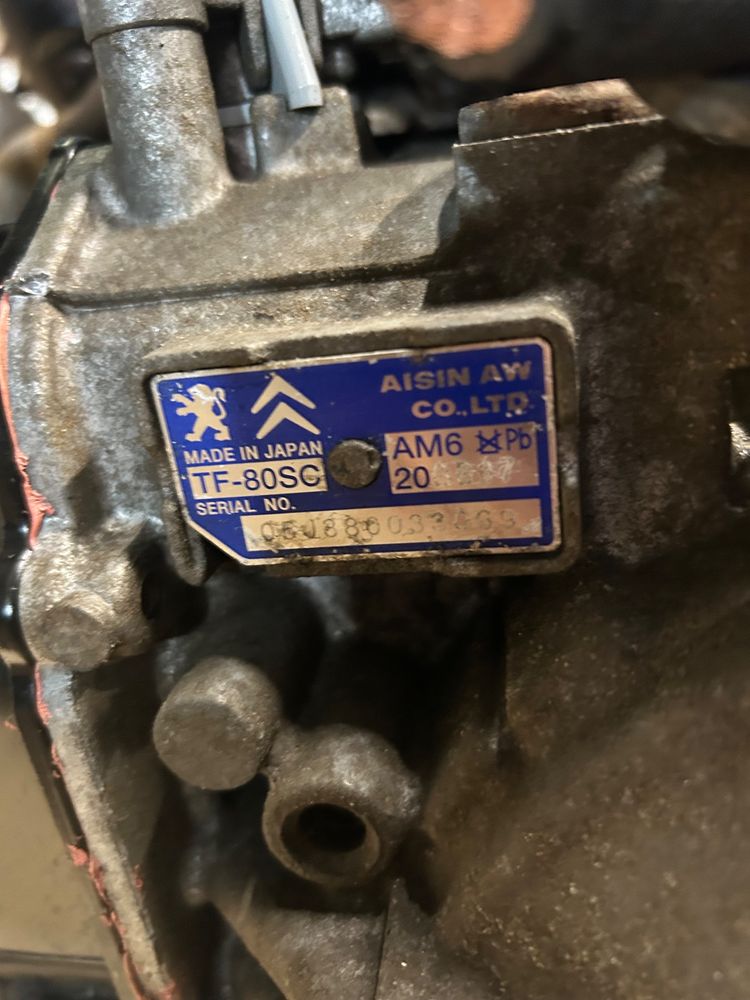 AISIN AW
CO.,LTD
MADE IN JAPAN
AM6 Pb
TF-80SC
20
SERIAL NO.